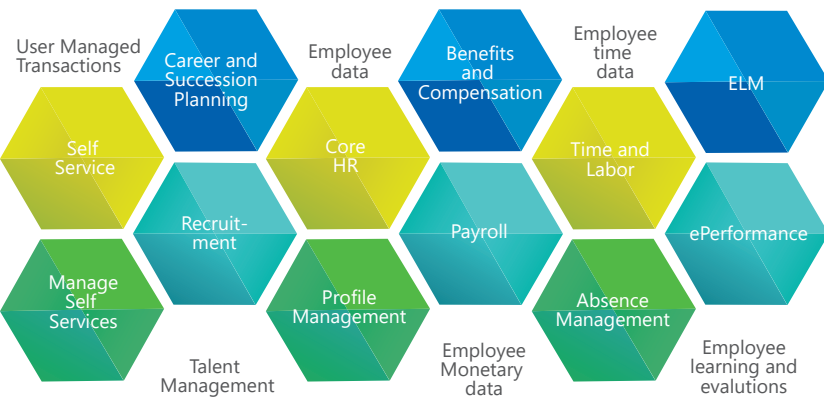 User Managed
Transactions
Career and
Succession
Planning
Employee
data
Benefits
and
Compensation
Employee
time
data
ELM
Self
Service
Core
HR
Time and
Labor
Recruit-
ment
Payroll
ePerformance
Manage
Self
Services
Profile
Management
Absence
Management
Talent
Management
Employee
Monetary
data
Employee
learning and
evalutions